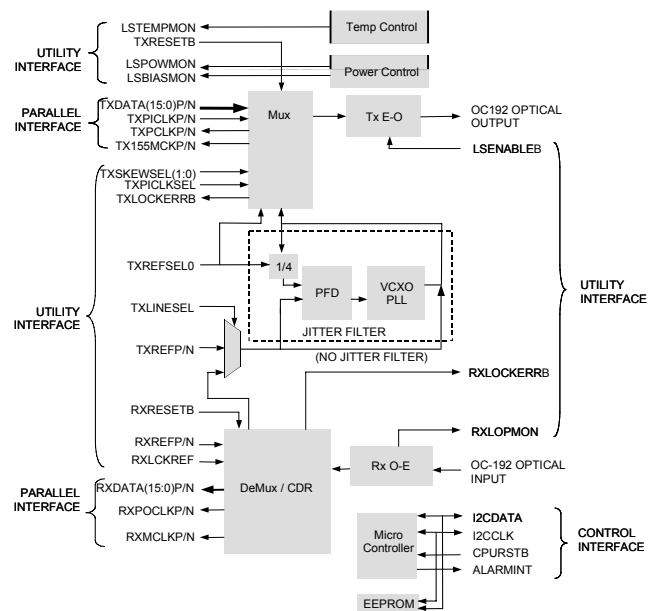 LSTEMPMON
Temp Control
TXRESETB
UTILITY
INTERFACE
LSPOWMON
LSBIASMON
Power Control
PARALLEL
INTERFACE
TXDATA(15:0)P/N
TXPICLKP/N
TXPCLKP/N
TX155MCKP/N
Mux
Tx E-O
OC192 OPTICAL
OUTPUT
LSENABLEB
TXSKEWSEL(1:0)
TXPICLKSEL
TXLOCKERRB
TXREFSEL0
1/4
PFD
VCXO
PLL
JITTER FILTER
(NO JITTER FILTER)
UTILITY
INTERFACE
UTILITY
INTERFACE
TXLINESEL
TXREFP/N
RXLOCKERRB
RXRESETB
RXLOPMON
RXREFP/N
RXLCKREF
DeMux / CDR
Rx O-E
OC-192 OPTICAL
INPUT
PARALLEL
INTERFACE
RXDATA(15:0)P/N
RXPOCLKP/N
RXMCLKP/N
Micro
Controller
I2CDATA
I2CCLK
CPURSTB
ALARMINT
CONTROL
INTERFACE
EEPROM